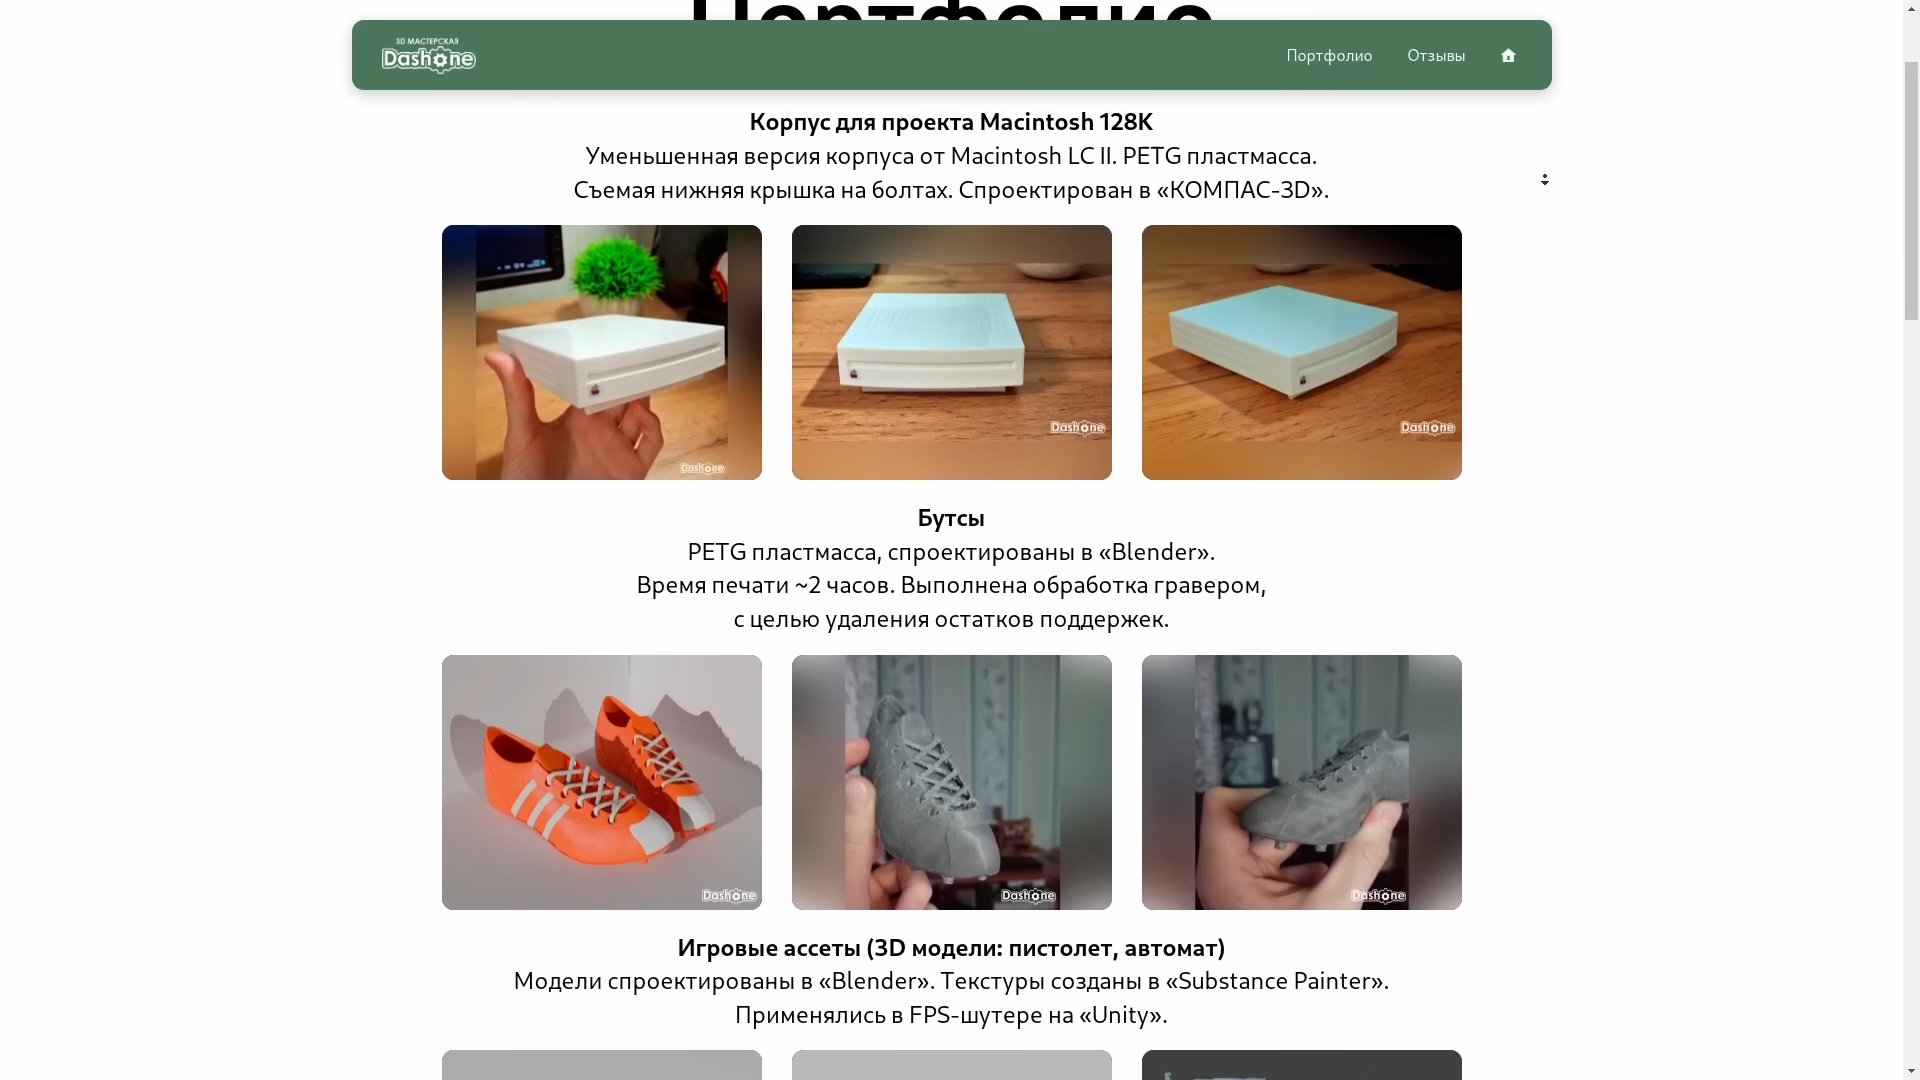 Портфолио
3D МАСТЕРСКАЯ
Dashone
Портфолио
Отзывы
Корпус для проекта Macintosh 128K
Уменьшенная версия корпуса от Macintosh LC II. PETG пластмасса.
Съемая нижняя крышка на болтах. Спроектирован в «КОМПАС-3D».
Dashone
Dashone
Dashone
Бутсы
PETG пластмасса, спроектированы в «Blender».
Время печати ~2 часов. Выполнена обработка гравером,
с целью удаления остатков поддержек.
Dashone
Dashone
Dashone
Игровые ассеты (3D модели: пистолет, автомат)
Модели спроектированы в «Blender». Текстуры созданы в «Substance Painter».
Применялись в FPS-шутере на «Unity».